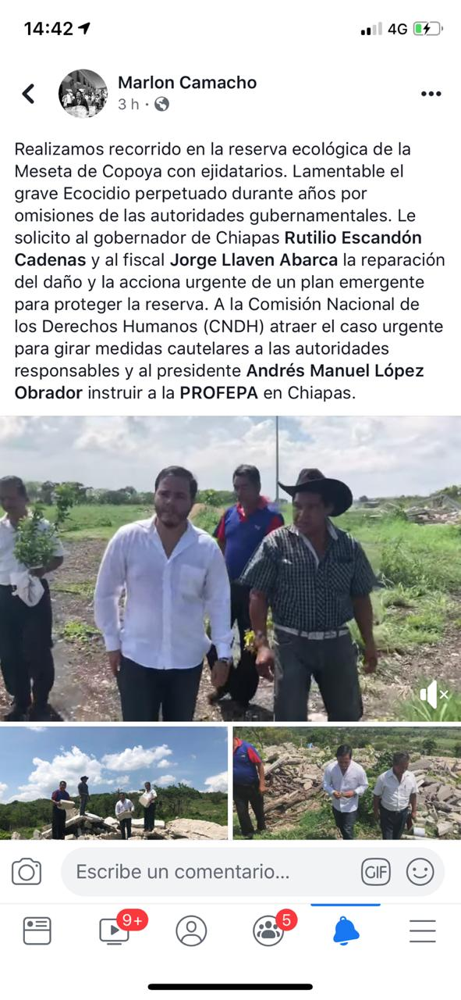 14:42
4G
Marlon Camacho
3 h ·
Realizamos recorrido en la reserva ecológica de la
Meseta de Copoya con ejidatarios. Lamentable el
grave Ecocidio perpetuado durante años por
omisiones de las autoridades gubernamentales. Le
solicito al gobernador de Chiapas Rutilio Escandón
Cadenas y al fiscal Jorge Llaven Abarca la reparación
del daño y la acciona urgente de un plan emergente
para proteger la reserva. A la Comisión Nacional de
los Derechos Humanos (CNDH) atraer el caso urgente
para girar medidas cautelares a las autoridades
responsables y al presidente Andrés Manuel López
Obrador instruir a la PROFEPA en Chiapas.
Escribe un comentario...
GIF
9+
5